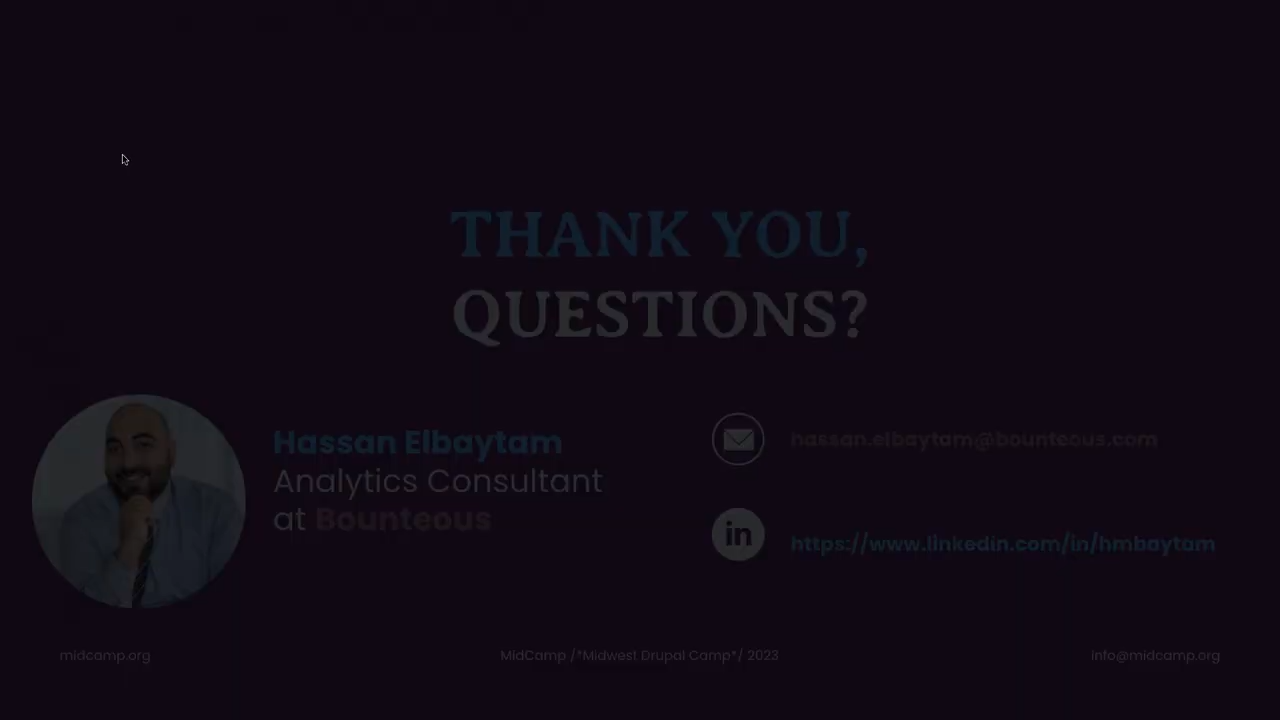 THANK YOU,
QUESTIONS?
Hassan Elbaytam
Analytics Consultant
at Bounteous
hassan.elbaytam@bounteous.com
in
https://www.linkedin.com/in/hmbaytam
midcamp.org
MidCamp /*Midwest Drupal Camp*/ 2023
info@midcamp.org